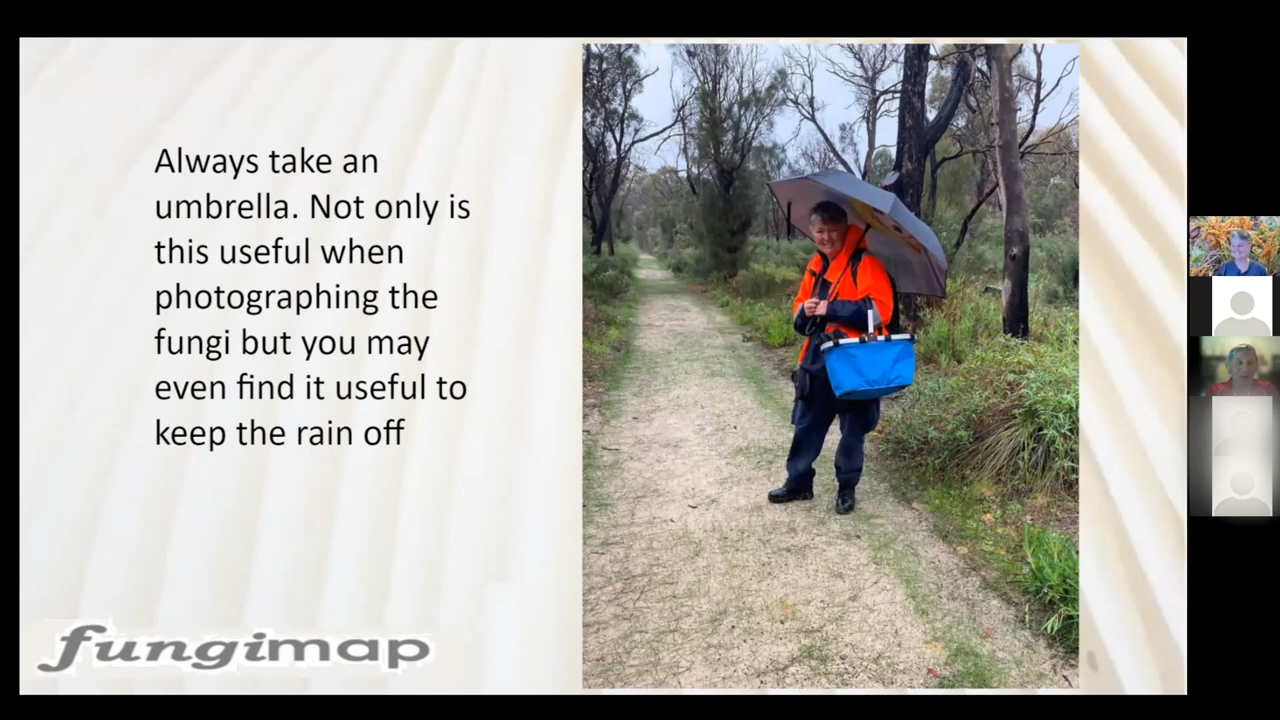 Always take an
umbrella. Not only is
this useful when
photographing the
fungi but you may
even find it useful to
keep the rain off
fungimap